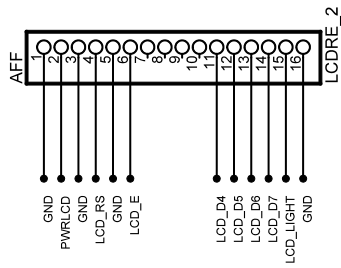 AFF
LCDRE_2
1
2
3
4
5
6
7
8
9
10
11
12
13
14
15
16
GND
PWRLCD
GND
LCD_RS
GND
LCD_E
LCD_D4
LCD_D5
LCD_D6
LCD_D7
LCD_LIGHT
GND